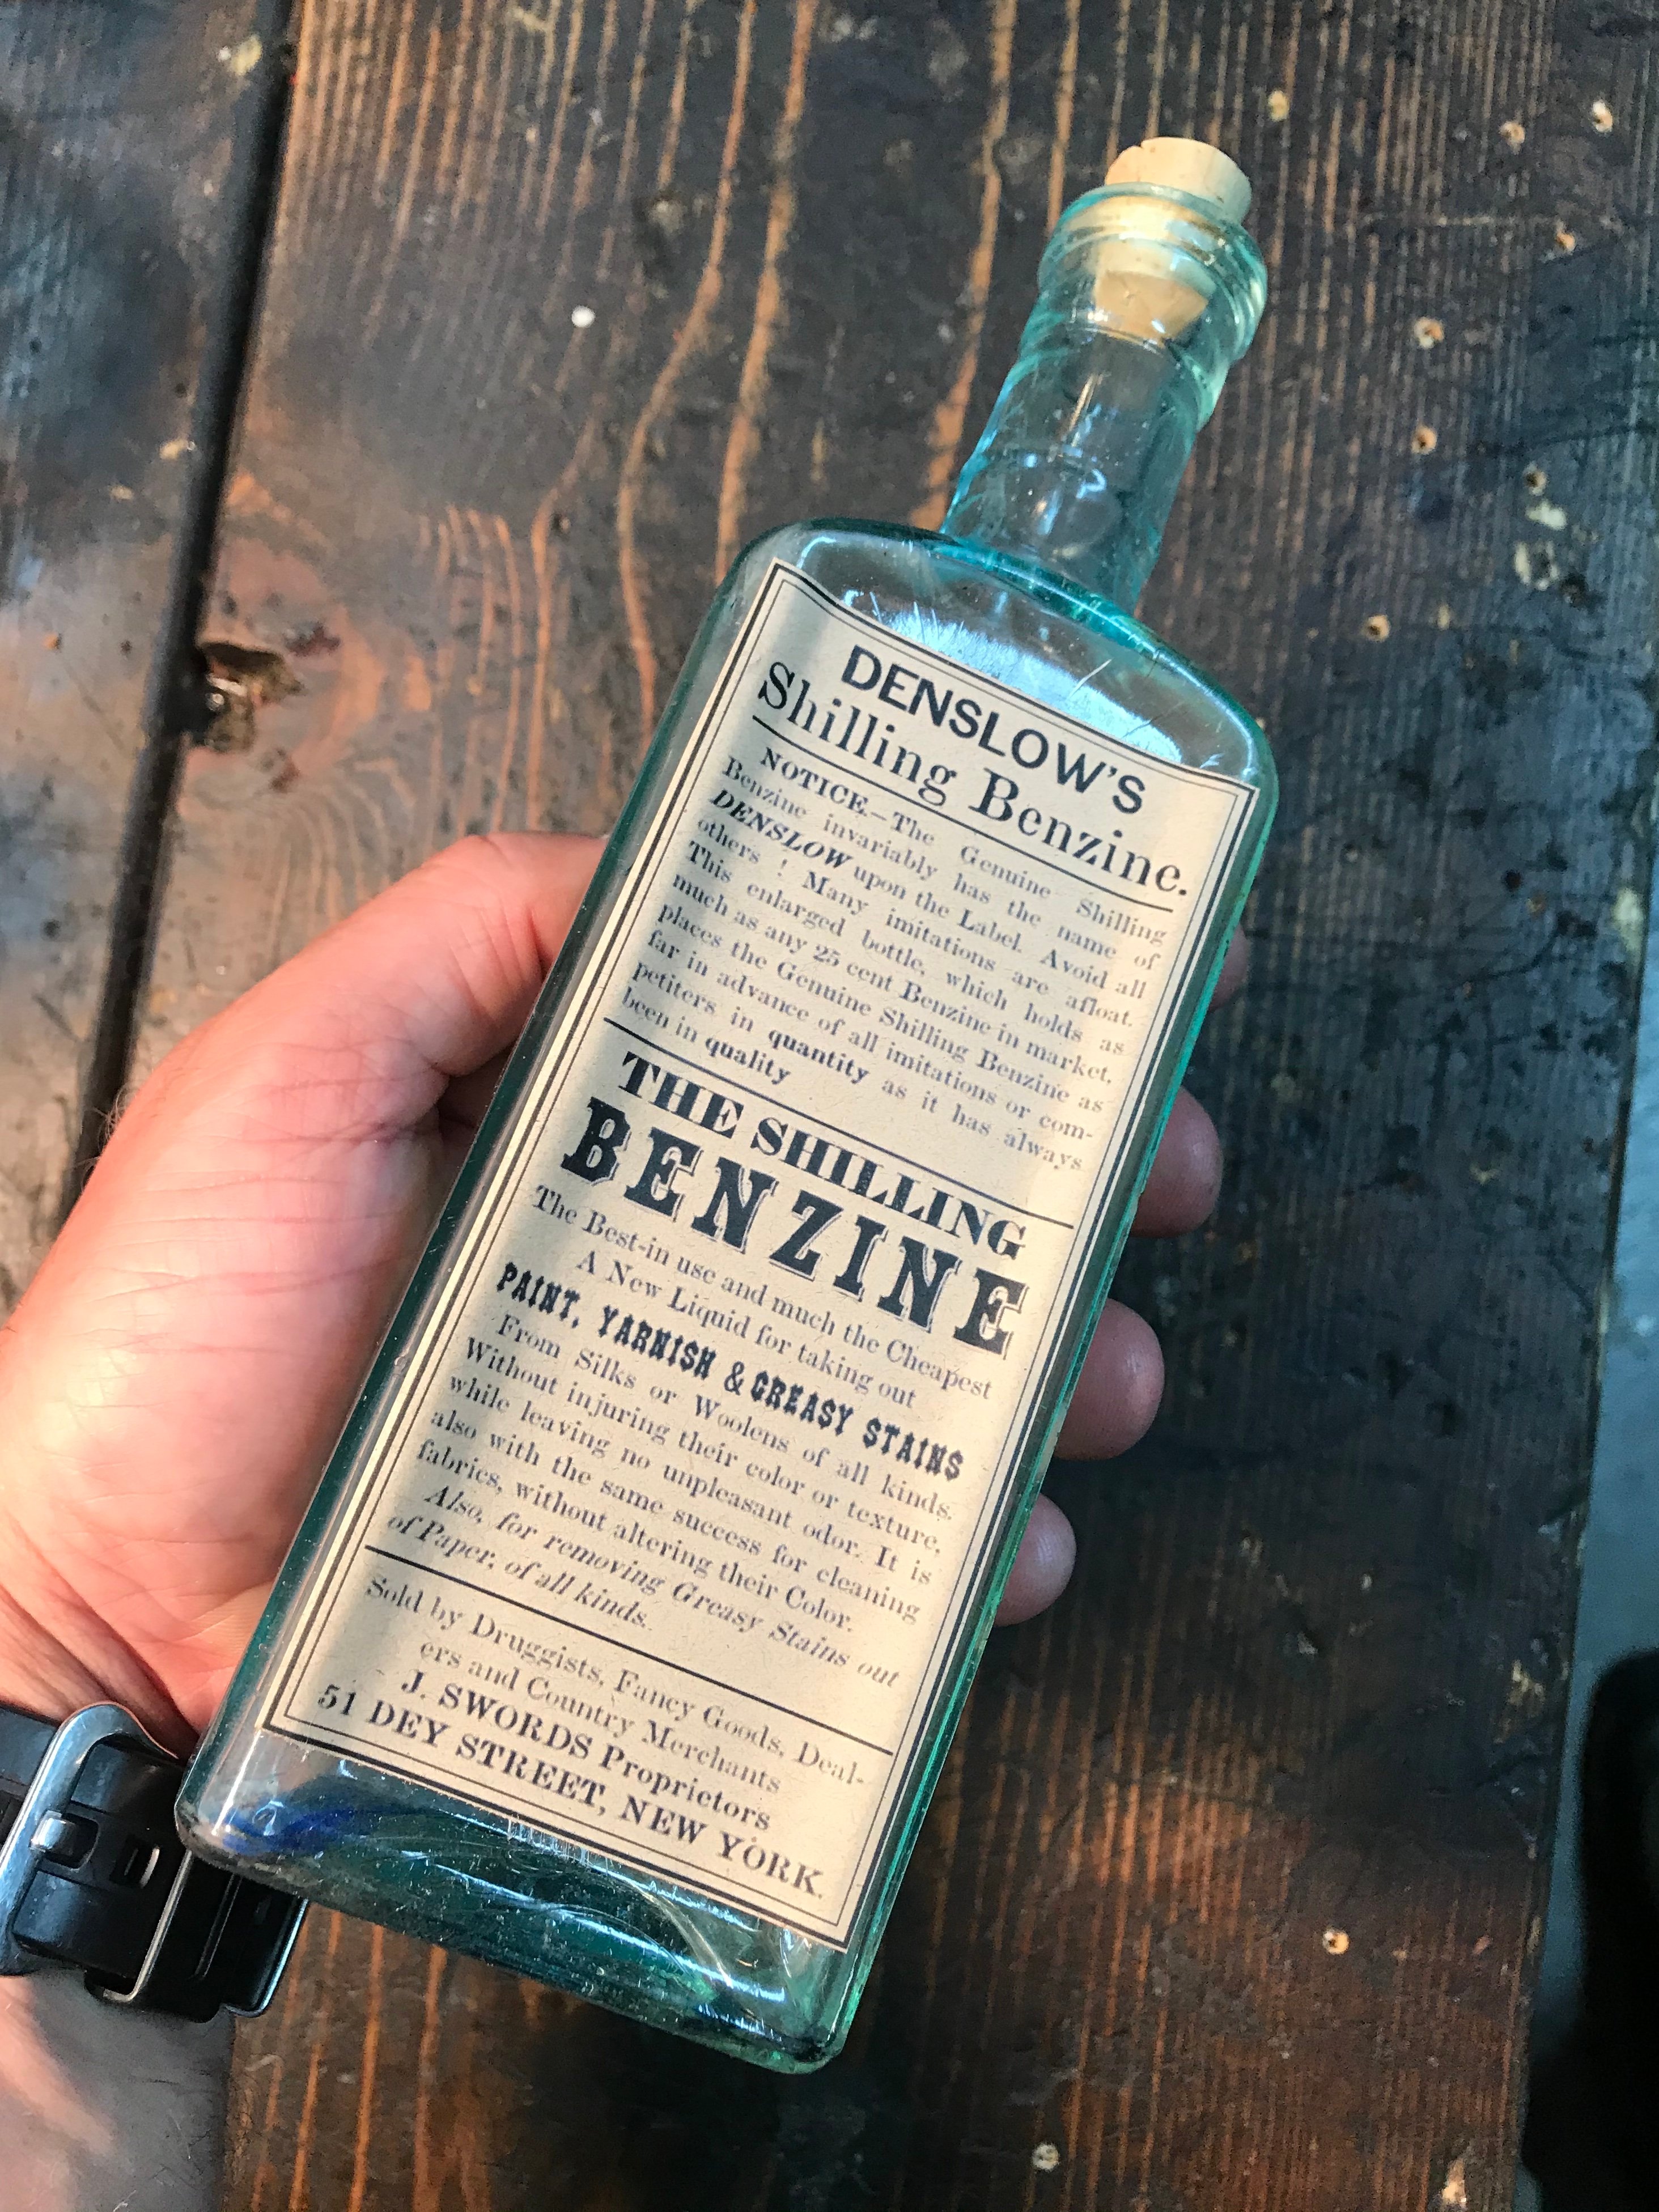 DENSLOW'S
Shilling Benzine.
NOTICE.—The Genuine Shilling
Benzine invariably has the name of
DENSLOW upon the Label. Avoid all
others ! Many imitations are afloat.
This enlarged bottle, which holds as
much as any 25 cent Benzine in market,
places the Genuine Shilling Benzine as
far in advance of all imitations or com-
petiters in quantity as it has always
been in quality
THE SHILLING
BENZINE
The Best-in use and much the Cheapest
A New Liquid for taking out
PAINT, VARNISH & GREASY STAINS
From Silks or Woolens of all kinds.
Without injuring their color or texture,
while leaving no unpleasant odor. It is
also with the same success for cleaning
fabrics, without altering their Color.
Also, for removing Greasy Stains out
of Paper, of all kinds.
Sold by Druggists, Fancy Goods, Deal-
ers and Country Merchants
J. SWORDS Proprietors
51 DEY STREET, NEW YORK.